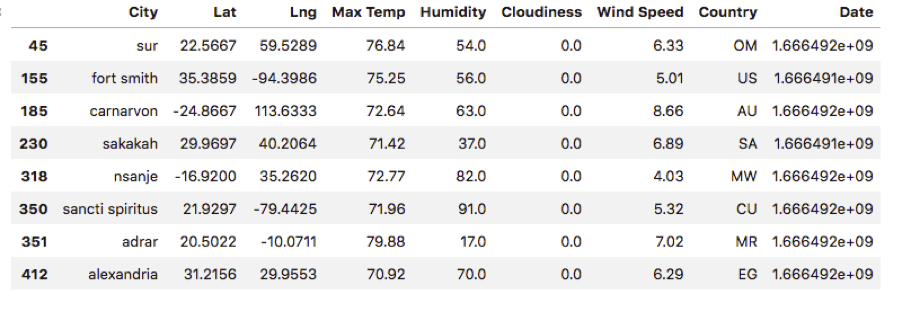 City Lat Lng Max Temp Humidity Cloudiness Wind Speed Country Date
45 sur 22.5667 59.5289 76.84 54.0 0.0 6.33 OM 1.666492e+09
155 fort smith 35.3859 -94.3986 75.25 56.0 0.0 5.01 US 1.666491e+09
185 carnarvon -24.8667 113.6333 72.64 63.0 0.0 8.66 AU 1.666492e+09
230 sakakah 29.9697 40.2064 71.42 37.0 0.0 6.89 SA 1.666491e+09
318 nsanje -16.9200 35.2620 72.77 82.0 0.0 4.03 MW 1.666492e+09
350 sancti spiritus 21.9297 -79.4425 71.96 91.0 0.0 5.32 CU 1.666492e+09
351 adrar 20.5022 -10.0711 79.88 17.0 0.0 7.02 MR 1.666492e+09
412 alexandria 31.2156 29.9553 70.92 70.0 0.0 6.29 EG 1.666492e+09